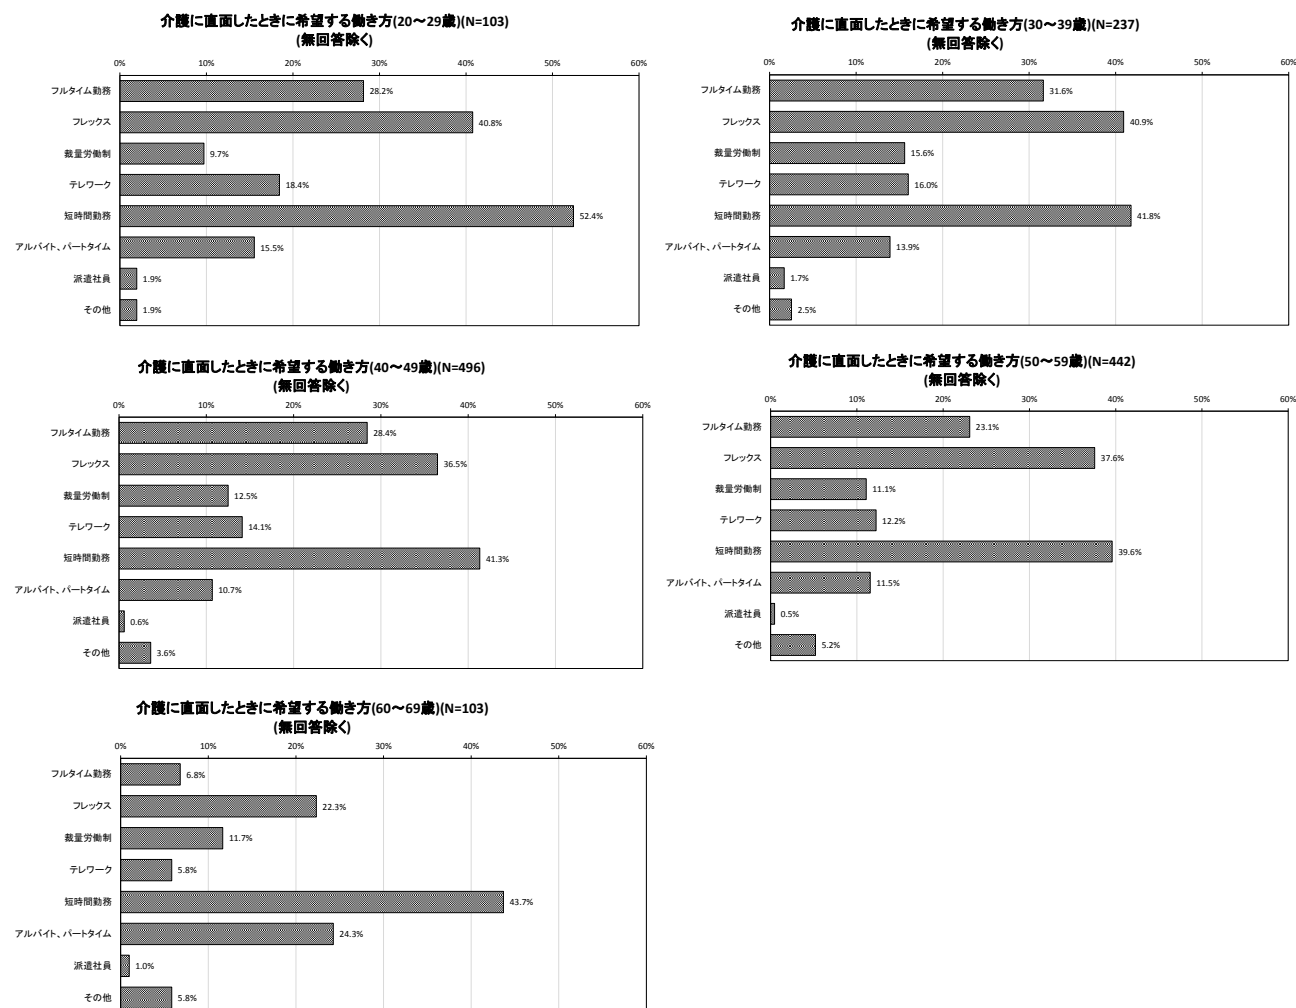 介護に直面したときに希望する働き方(20～29歳)(N=103)
(無回答除く)
0% 10% 20% 30% 40% 50% 60%
フルタイム勤務 28.2%
フレックス 40.8%
裁量労働制 9.7%
テレワーク 18.4%
短時間勤務 52.4%
アルバイト、パートタイム 15.5%
派遣社員 1.9%
その他 1.9%
介護に直面したときに希望する働き方(30～39歳)(N=237)
(無回答除く)
0% 10% 20% 30% 40% 50% 60%
フルタイム勤務 31.6%
フレックス 40.9%
裁量労働制 15.6%
テレワーク 16.0%
短時間勤務 41.8%
アルバイト、パートタイム 13.9%
派遣社員 1.7%
その他 2.5%
介護に直面したときに希望する働き方(40～49歳)(N=496)
(無回答除く)
0% 10% 20% 30% 40% 50% 60%
フルタイム勤務 28.4%
フレックス 36.5%
裁量労働制 12.5%
テレワーク 14.1%
短時間勤務 41.3%
アルバイト、パートタイム 10.7%
派遣社員 0.6%
その他 3.6%
介護に直面したときに希望する働き方(50～59歳)(N=442)
(無回答除く)
0% 10% 20% 30% 40% 50% 60%
フルタイム勤務 23.1%
フレックス 37.6%
裁量労働制 11.1%
テレワーク 12.2%
短時間勤務 39.6%
アルバイト、パートタイム 11.5%
派遣社員 0.5%
その他 5.2%
介護に直面したときに希望する働き方(60～69歳)(N=103)
(無回答除く)
0% 10% 20% 30% 40% 50% 60%
フルタイム勤務 6.8%
フレックス 22.3%
裁量労働制 11.7%
テレワーク 5.8%
短時間勤務 43.7%
アルバイト、パートタイム 24.3%
派遣社員 1.0%
その他 5.8%